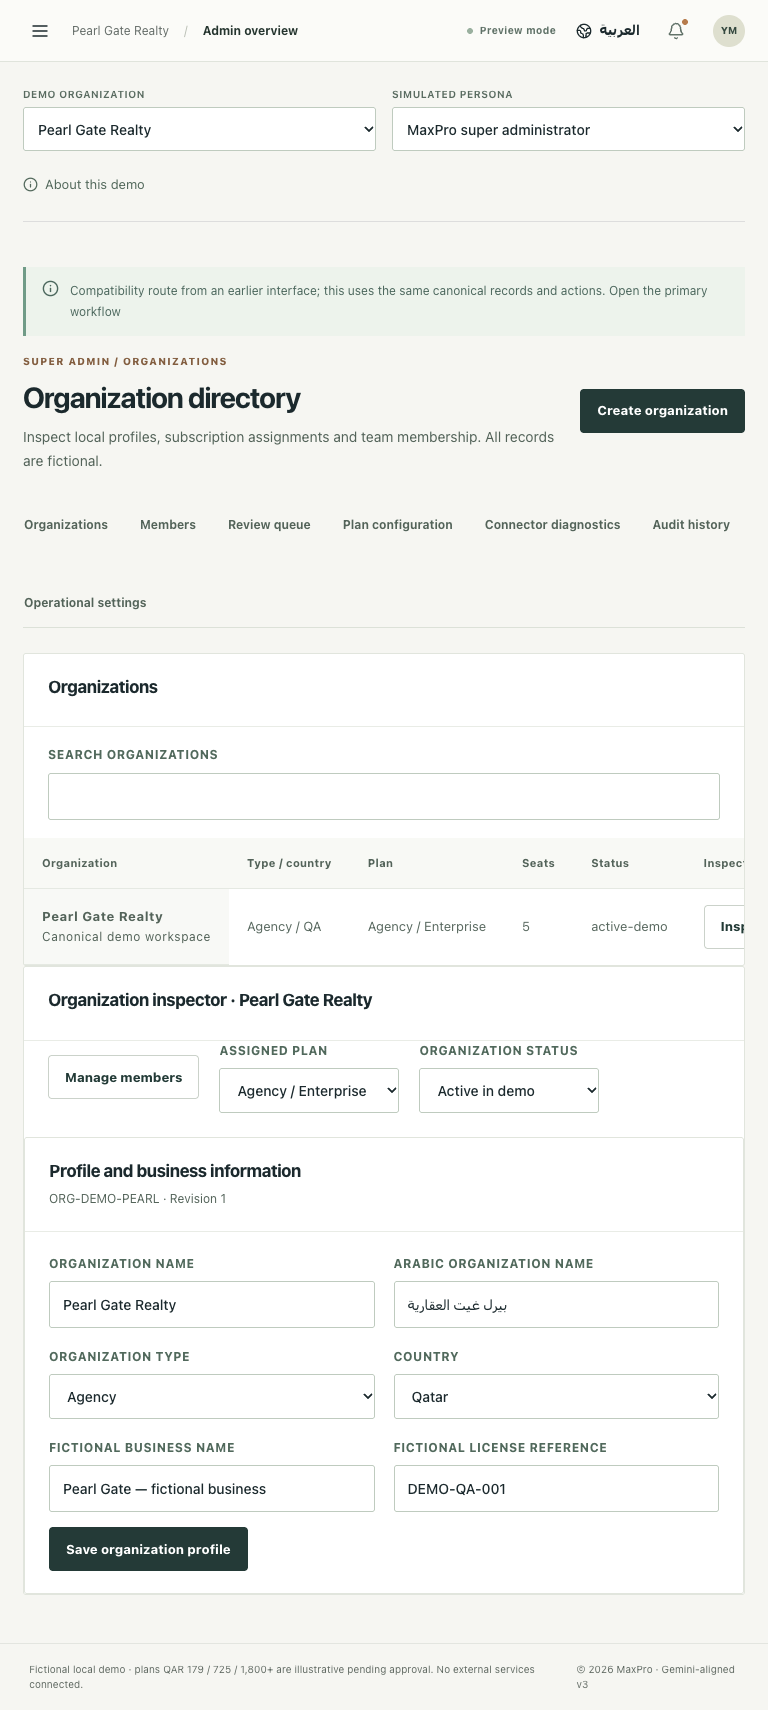 Pearl Gate Realty / Admin overview
Preview mode
العربية
YM
DEMO ORGANIZATION
Pearl Gate Realty
SIMULATED PERSONA
MaxPro super administrator
About this demo
Compatibility route from an earlier interface; this uses the same canonical records and actions. Open the primary
workflow
SUPER ADMIN / ORGANIZATIONS
Organization directory
Create organization
Inspect local profiles, subscription assignments and team membership. All records
are fictional.
Organizations Members Review queue Plan configuration Connector diagnostics Audit history
Operational settings
Organizations
SEARCH ORGANIZATIONS
Organization Type / country Plan Seats Status Inspec
Pearl Gate Realty
Canonical demo workspace
Agency / QA Agency / Enterprise 5 active-demo Insp
Organization inspector · Pearl Gate Realty
Manage members
ASSIGNED PLAN
Agency / Enterprise
ORGANIZATION STATUS
Active in demo
Profile and business information
ORG-DEMO-PEARL · Revision 1
ORGANIZATION NAME
Pearl Gate Realty
ARABIC ORGANIZATION NAME
بيرل غيت العقارية
ORGANIZATION TYPE
Agency
COUNTRY
Qatar
FICTIONAL BUSINESS NAME
Pearl Gate — fictional business
FICTIONAL LICENSE REFERENCE
DEMO-QA-001
Save organization profile
Fictional local demo · plans QAR 179 / 725 / 1,800+ are illustrative pending approval. No external services
connected.
© 2026 MaxPro · Gemini-aligned
v3